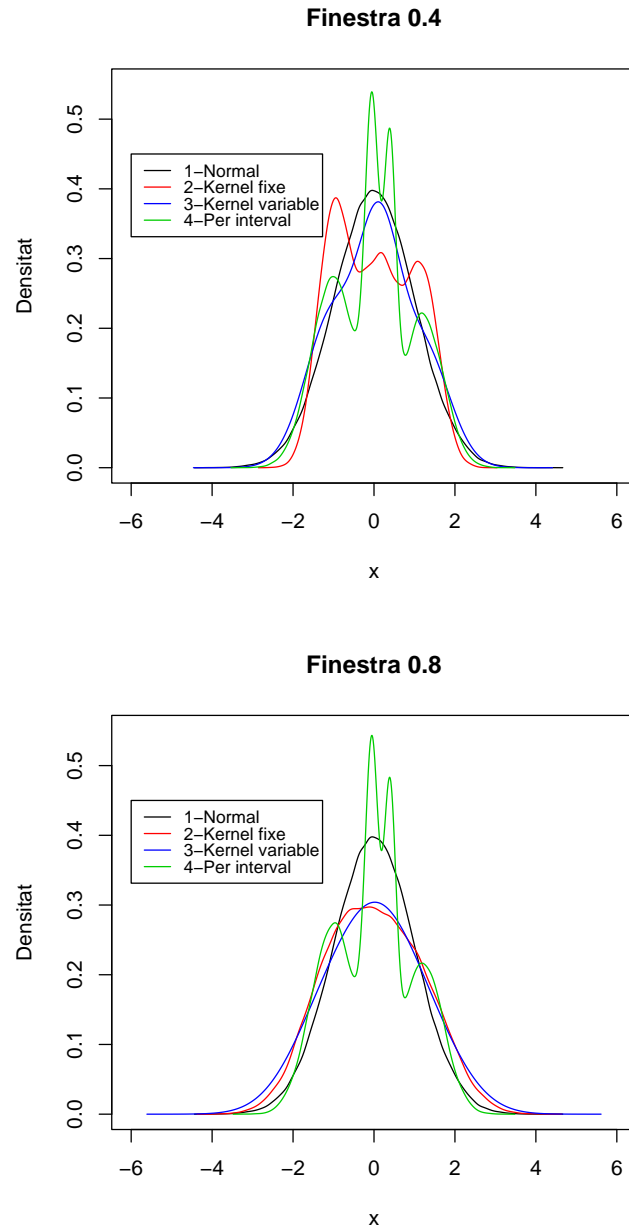 Finestra 0.4
Densitat
0.5
0.4
0.3
0.2
0.1
0.0
1−Normal
2−Kernel fixe
3−Kernel variable
4−Per interval
−6 −4 −2 0 2 4 6
x
Finestra 0.8
Densitat
0.5
0.4
0.3
0.2
0.1
0.0
1−Normal
2−Kernel fixe
3−Kernel variable
4−Per interval
−6 −4 −2 0 2 4 6
x